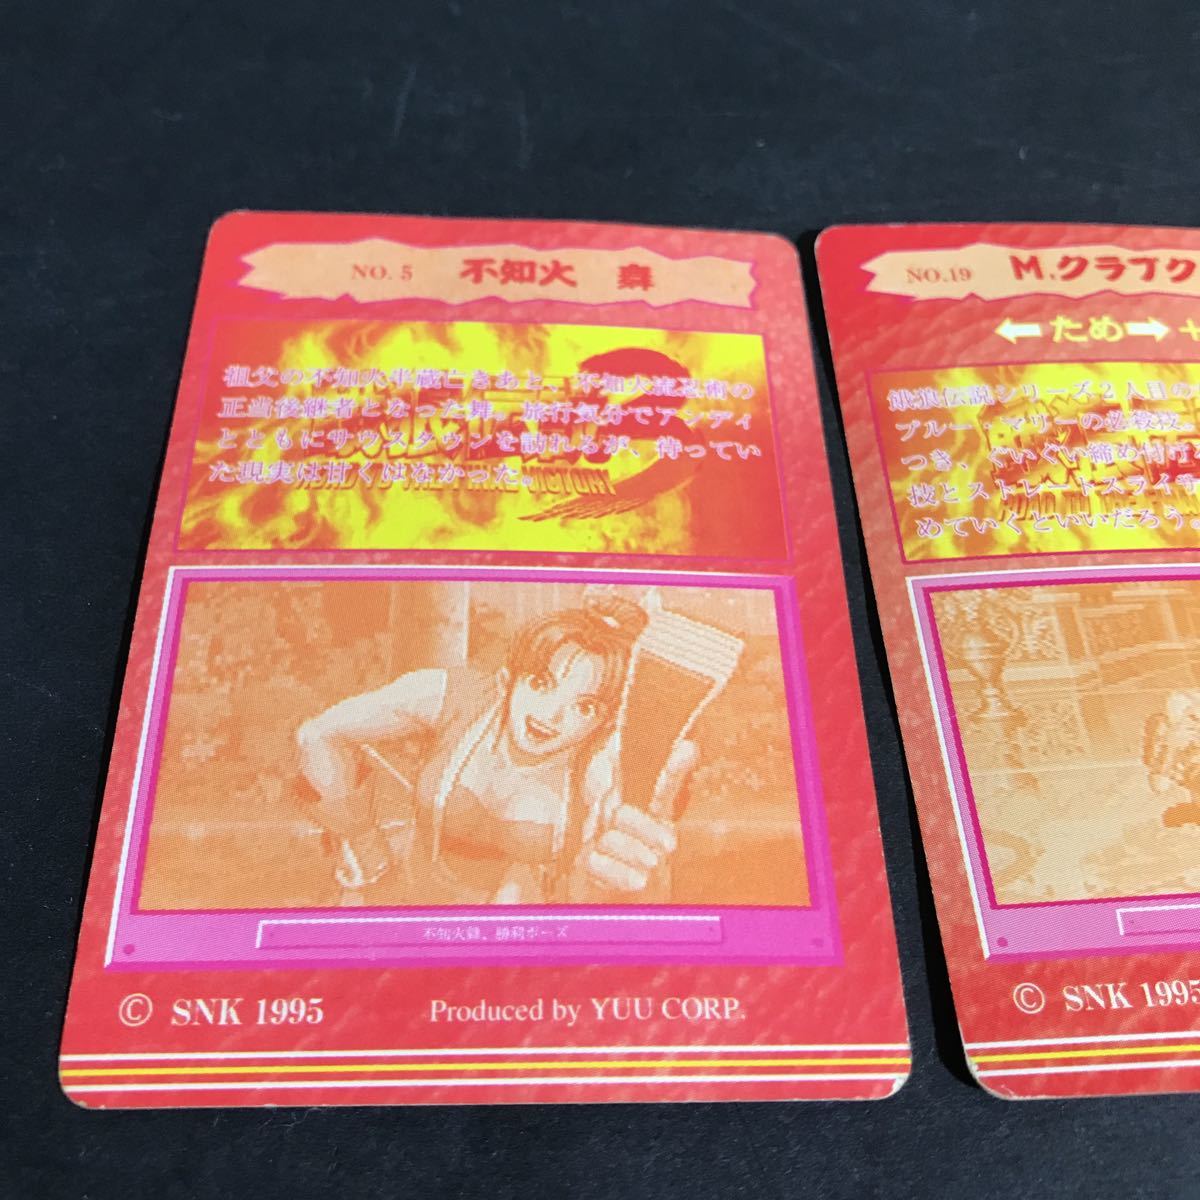 NO. 5 不知火 舞
祖父の不知火半蔵亡きあと、不知火流忍術の
正当後継者となった舞。旅行気分でアンディ
とともにサウスタウンを訪れるが、待ってい
た現実は甘くはなかった。
不知火舞、勝利ポーズ
© SNK 1995 Produced by YUU CORP.
NO.19 M.クラブク
⬅ため➡+
餓狼伝説シリーズ2人目の
ブルー・マリーの必殺技。
つき、ぐいぐい締め付け
技とストレートスライ
めていくといいだろう
© SNK 1995